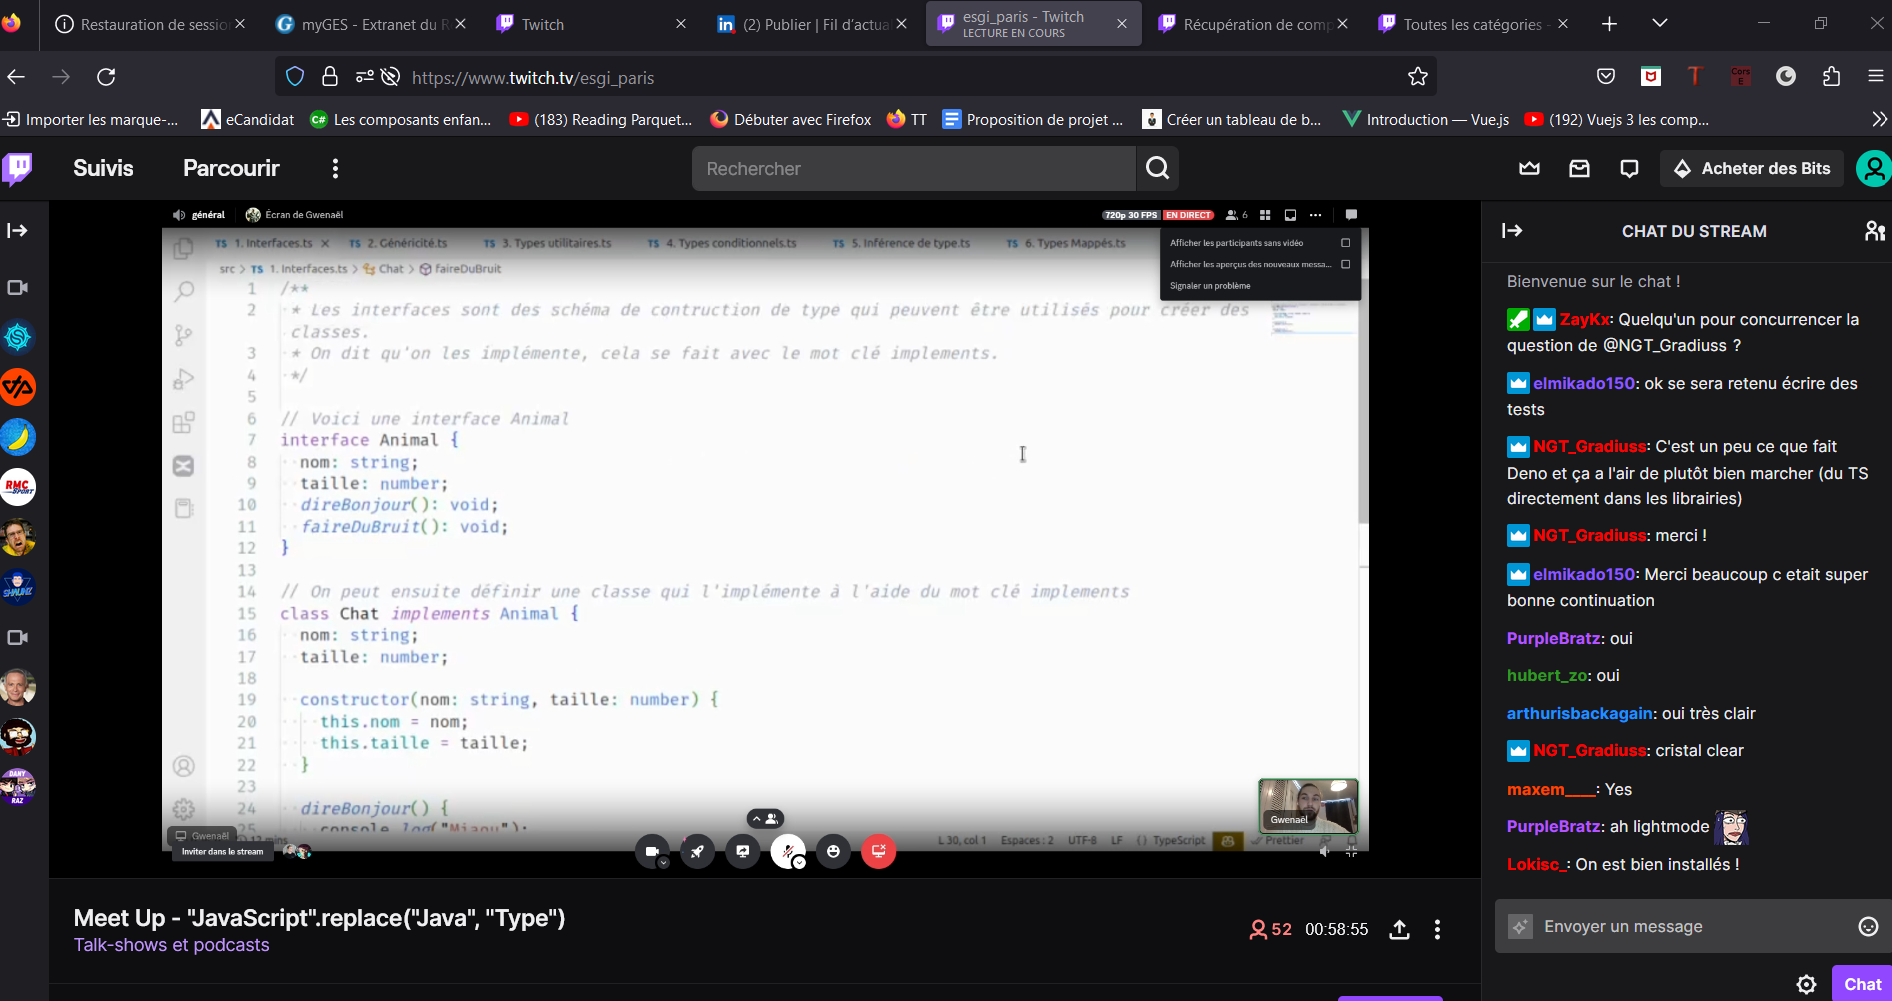 Restauration de sessio
myGES - Extranet du R
Twitch
(2) Publier | Fil d'actua
esgi_paris - Twitch
LECTURE EN COURS
Récupération de comp
Toutes les catégories -
https://www.twitch.tv/esgi_paris
Importer les marque-...
eCandidat
Les composants enfan...
(183) Reading Parquet...
Débuter avec Firefox
TT
Proposition de projet ...
Créer un tableau de b...
Introduction — Vue.js
(192) Vuejs 3 les comp...
Suivis
Parcourir
Rechercher
Acheter des Bits
général
Écran de Gwenaël
720p 30 FPS
EN DIRECT
6
TS 1. Interfaces.ts
TS 2. Généricité.ts
TS 3. Types utilitaires.ts
TS 4. Types conditionnels.ts
TS 5. Inférence de type.ts
TS 6. Types Mappés.ts
Afficher les participants sans vidéo
Afficher les aperçus des nouveaux messa...
Signaler un problème
src > TS 1. Interfaces.ts > Chat > faireDuBruit
1 /**
2 * Les interfaces sont des schéma de contruction de type qui peuvent être utilisés pour créer des
classes.
3 * On dit qu'on les implémente, cela se fait avec le mot clé implements.
4 */
5
6 // Voici une interface Animal
7 interface Animal {
8 nom: string;
9 taille: number;
10 direBonjour(): void;
11 faireDuBruit(): void;
12 }
13
14 // On peut ensuite définir une classe qui l'implémente à l'aide du mot clé implements
15 class Chat implements Animal {
16 nom: string;
17 taille: number;
18
19 constructor(nom: string, taille: number) {
20 this.nom = nom;
21 this.taille = taille;
22 }
23
24 direBonjour() {
25 console.log("Miaou");
Gwenaël
Inviter dans le stream
Gwenael
L 30, col 1
Espaces : 2
UTF-8
LF
{} TypeScript
Prettier
Meet Up - "JavaScript".replace("Java", "Type")
Talk-shows et podcasts
52
00:58:55
CHAT DU STREAM
Bienvenue sur le chat !
ZayKx: Quelqu'un pour concurrencer la
question de @NGT_Gradiuss ?
elmikado150: ok se sera retenu écrire des
tests
NGT_Gradiuss: C'est un peu ce que fait
Deno et ça a l'air de plutôt bien marcher (du TS
directement dans les librairies)
NGT_Gradiuss: merci !
elmikado150: Merci beaucoup c etait super
bonne continuation
PurpleBratz: oui
hubert_zo: oui
arthurisbackagain: oui très clair
NGT_Gradiuss: cristal clear
maxem____: Yes
PurpleBratz: ah lightmode
Lokisc_: On est bien installés !
Envoyer un message
Chat
RMC
SPORT
SHAUNZ
DANY
RAZ